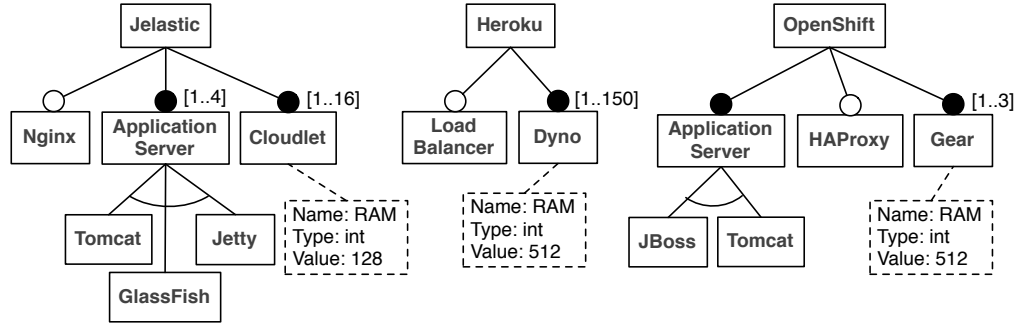 Jelastic
Nginx
[1..4]
Application
Server
[1..16]
Cloudlet
Tomcat
GlassFish
Jetty
Name: RAM
Type: int
Value: 128
Heroku
Load
Balancer
[1..150]
Dyno
Name: RAM
Type: int
Value: 512
OpenShift
Application
Server
HAProxy
[1..3]
Gear
JBoss
Tomcat
Name: RAM
Type: int
Value: 512